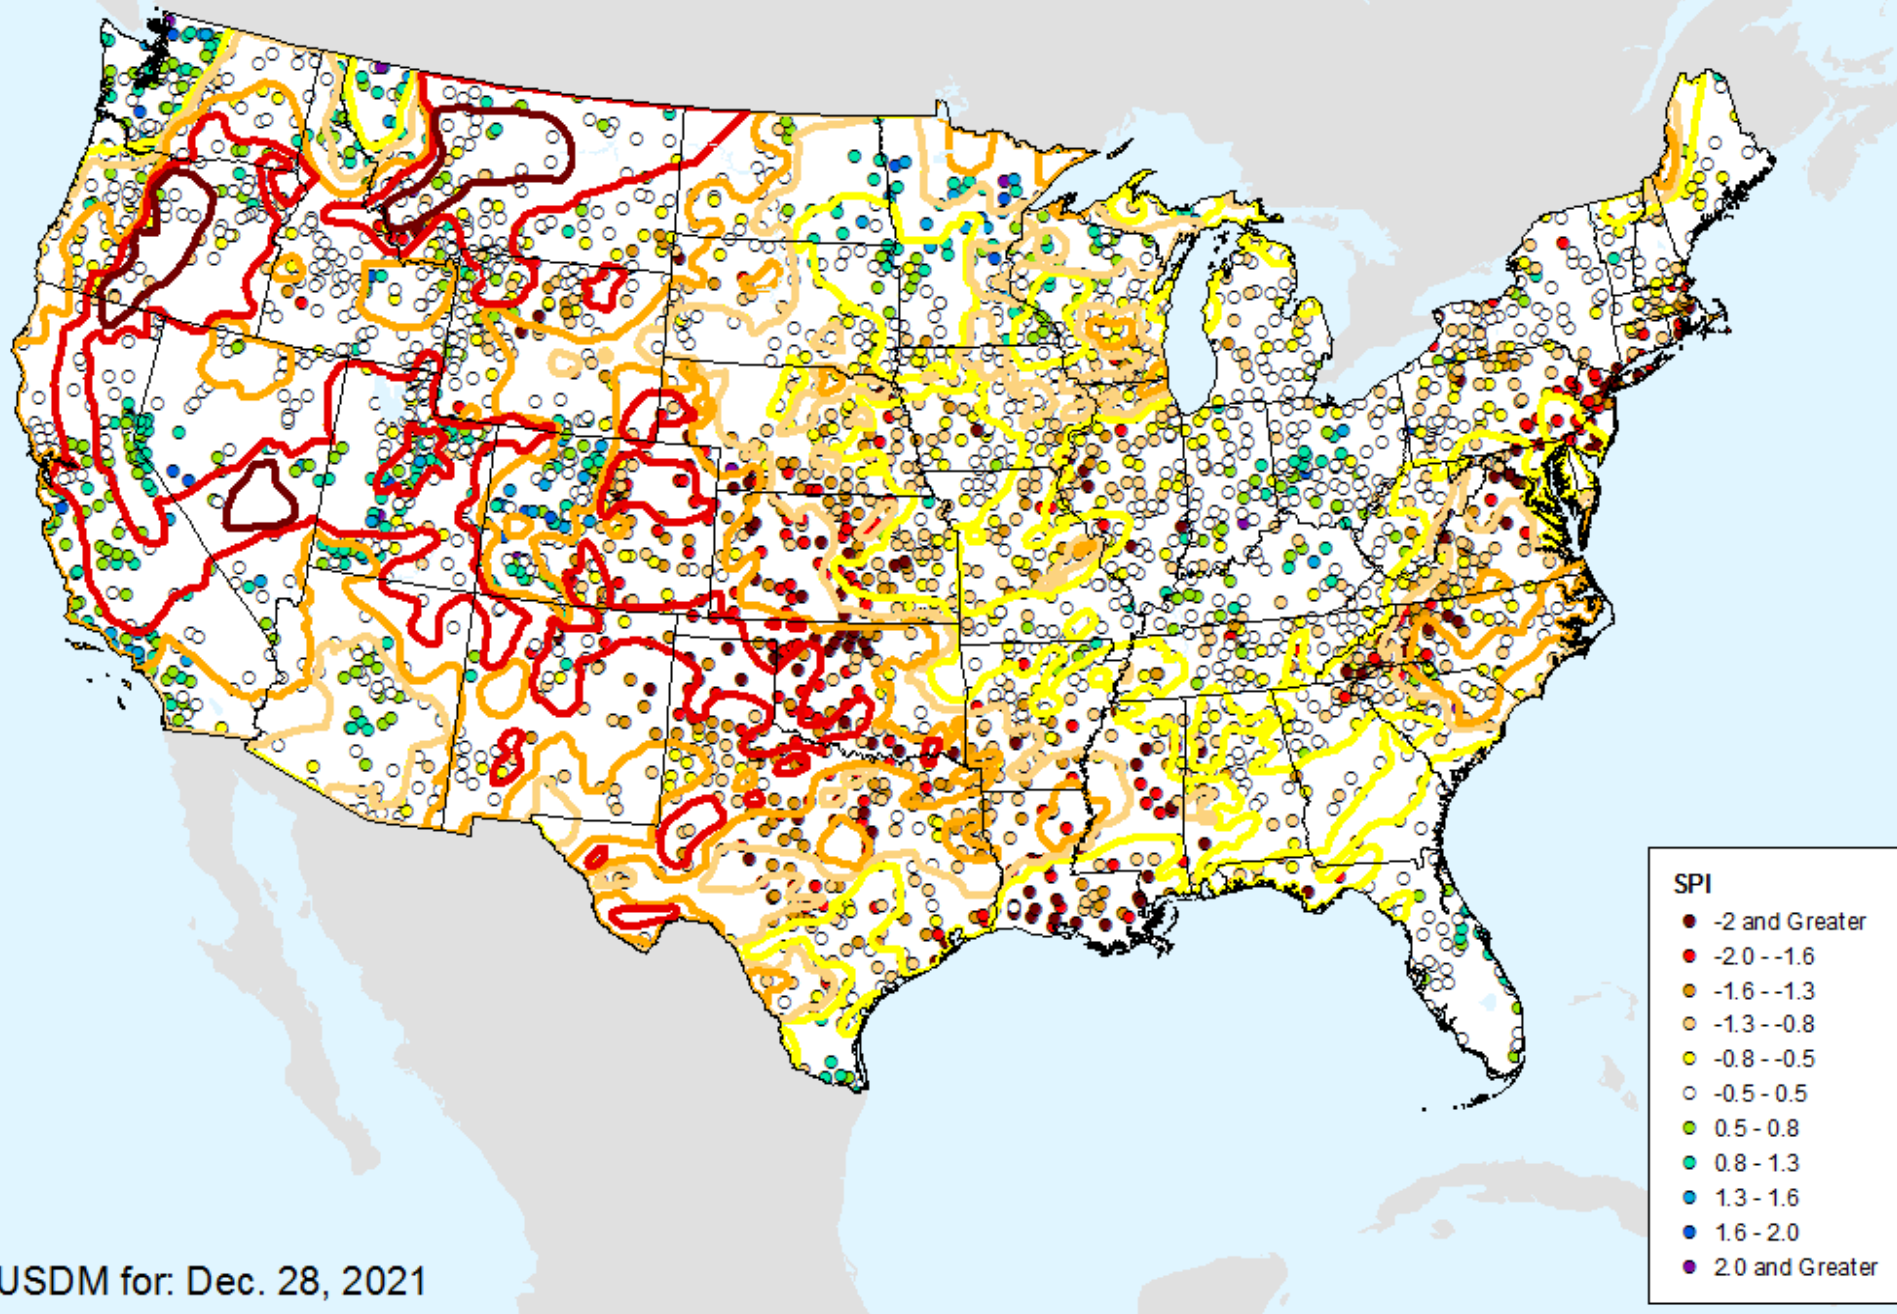 SPI
-2 and Greater
-2.0 - -1.6
-1.6 - -1.3
-1.3 - -0.8
-0.8 - -0.5
-0.5 - 0.5
0.5 - 0.8
0.8 - 1.3
1.3 - 1.6
1.6 - 2.0
2.0 and Greater
USDM for: Dec. 28, 2021